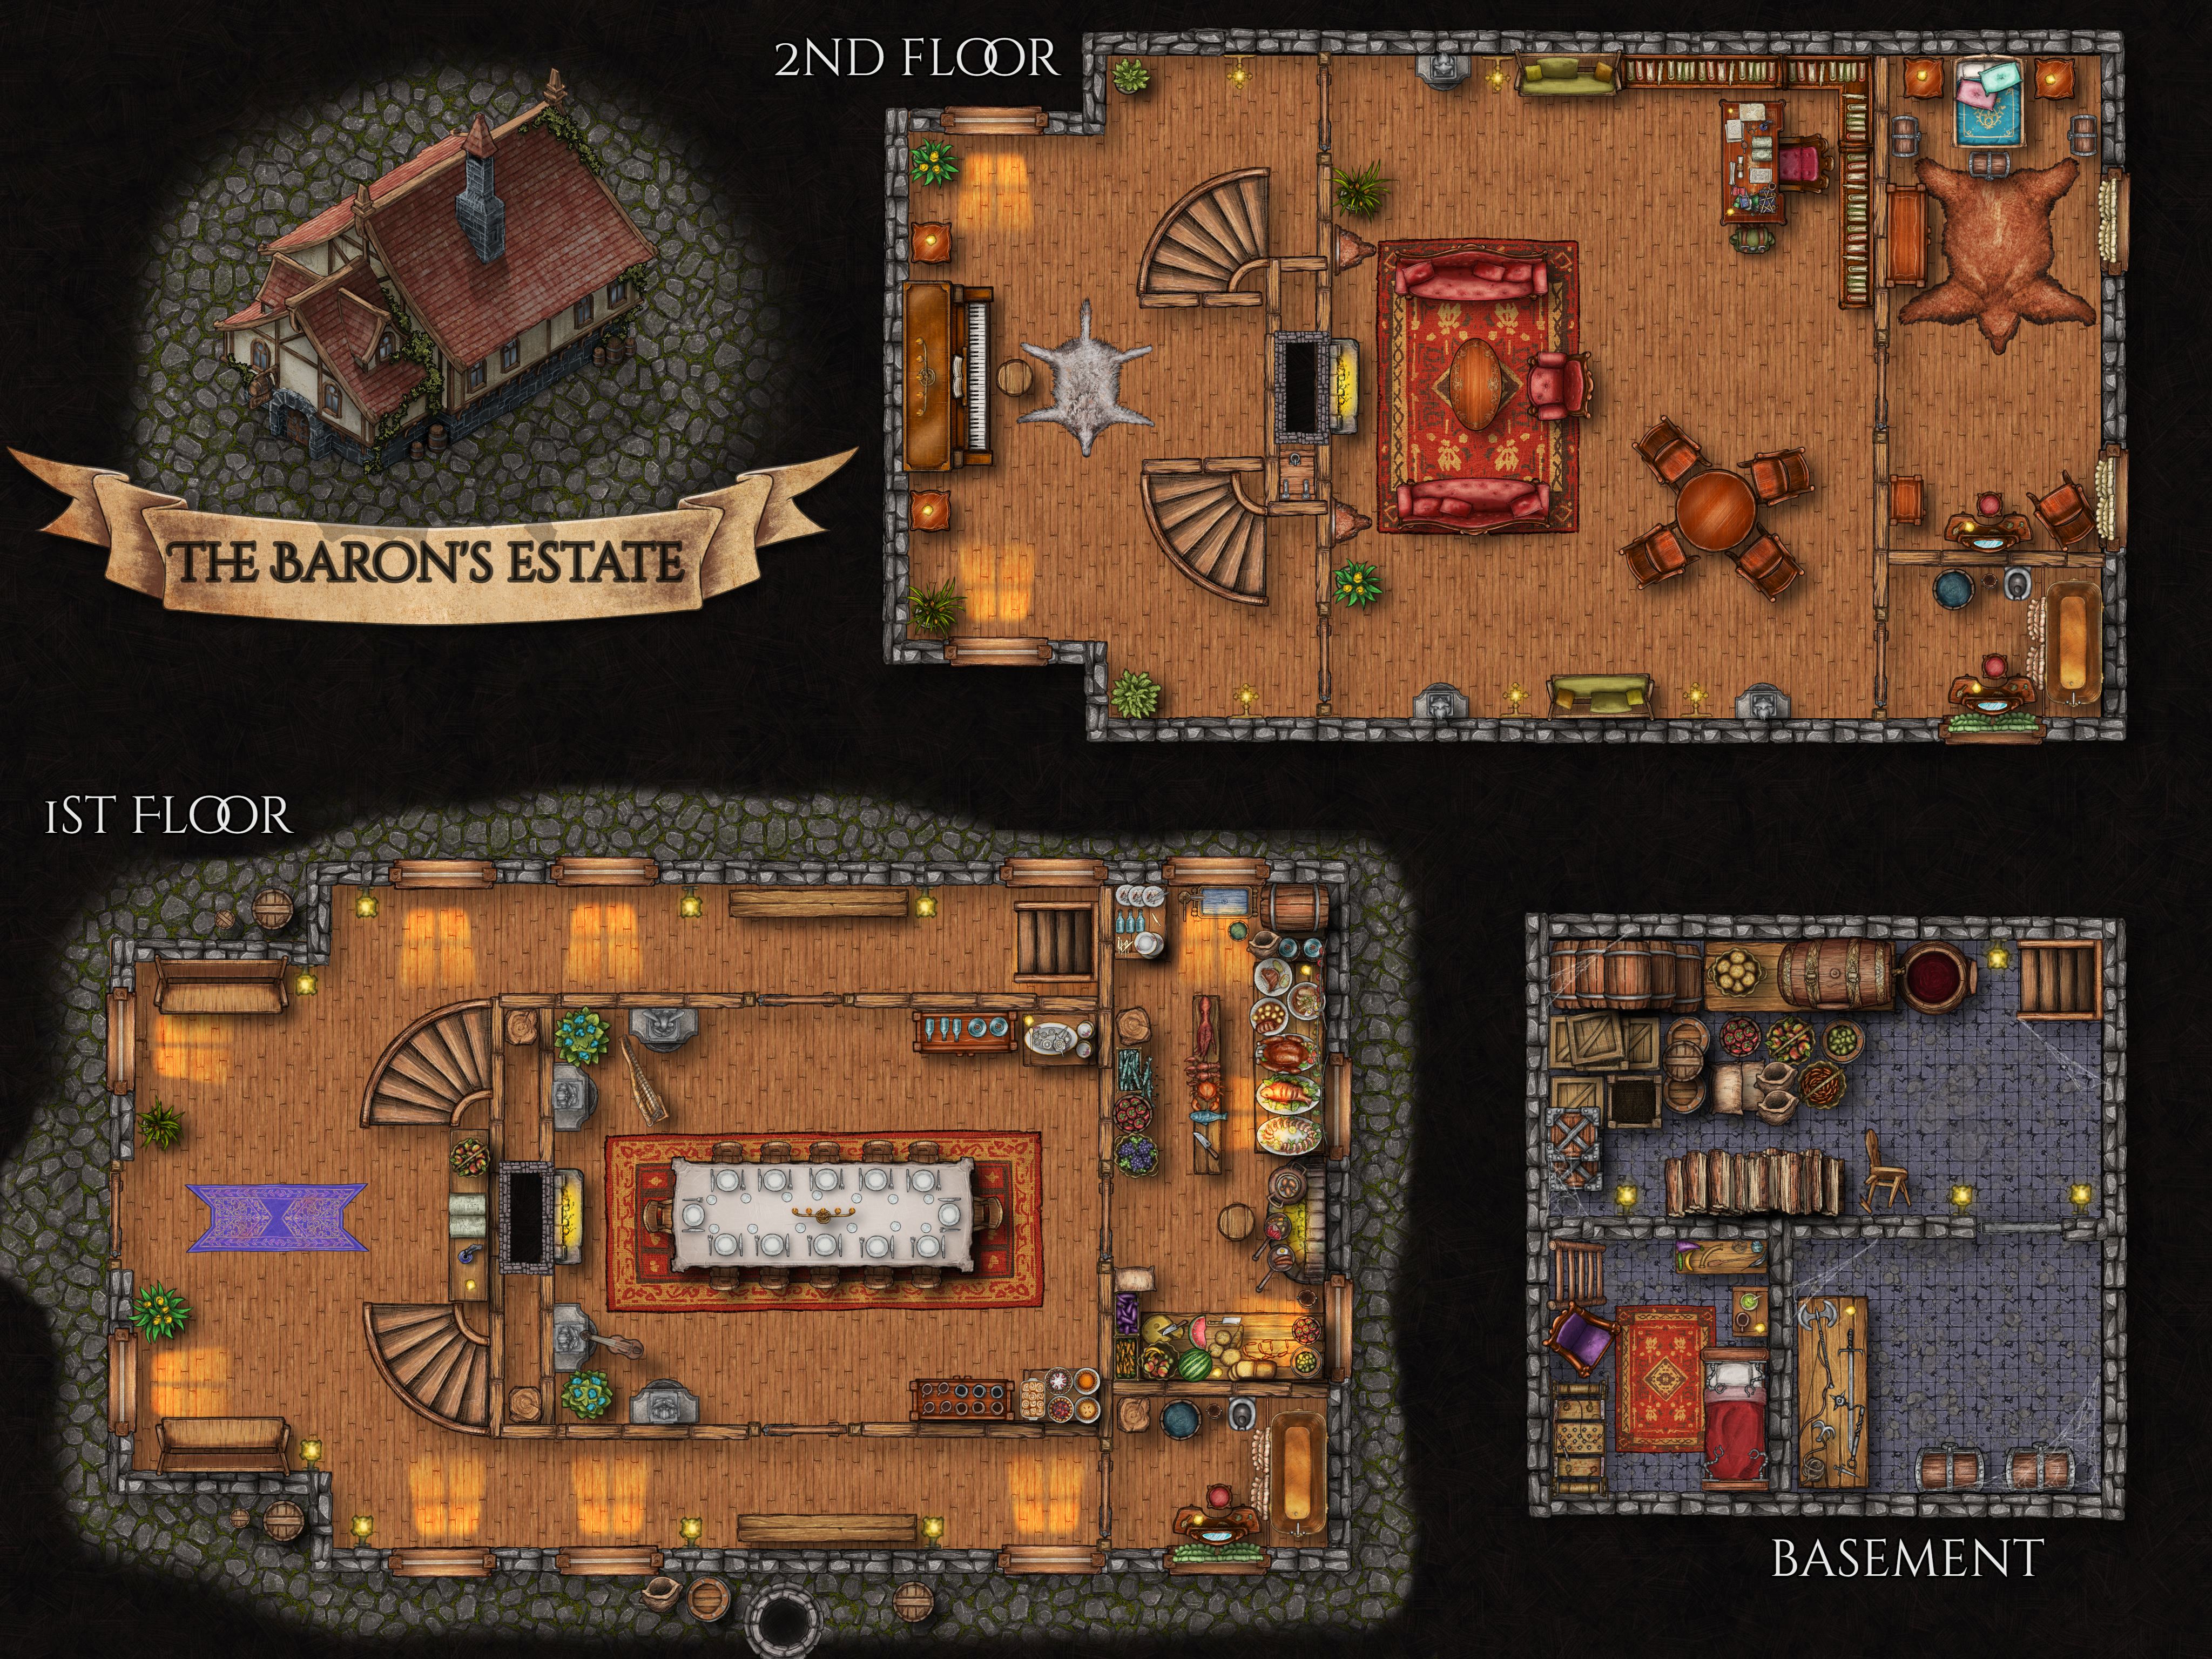 2ND FLOOR
THE BARON'S ESTATE
1ST FLOOR
BASEMENT